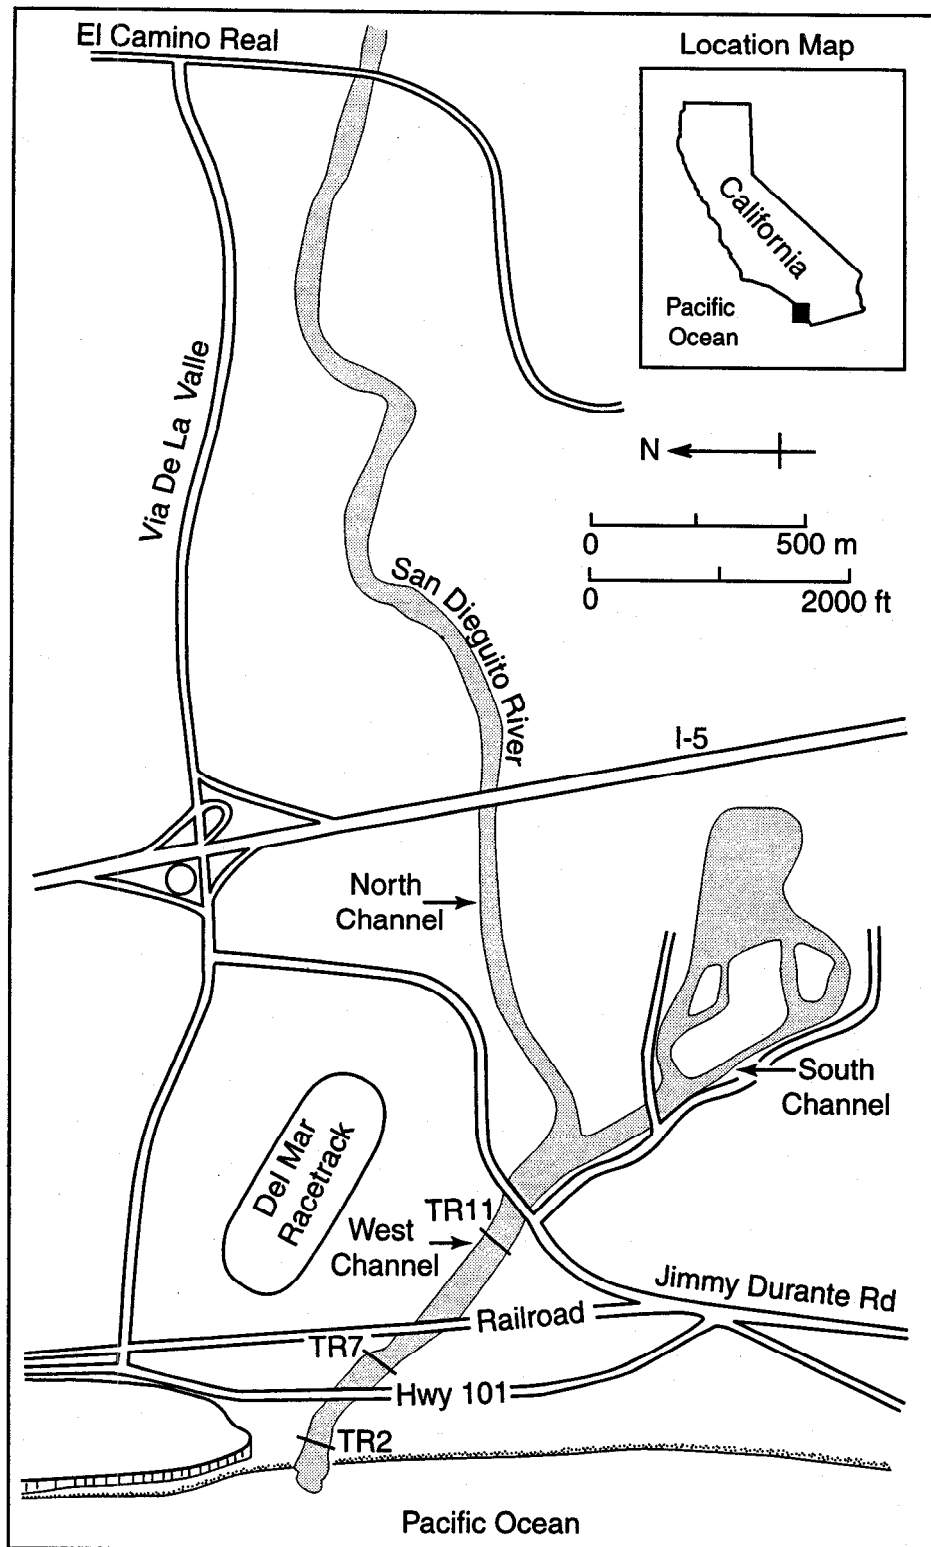 El Camino Real
Location Map
California
Pacific
Ocean
Via De La Valle
N
0 500 m
0 2000 ft
San Dieguito River
I-5
North
Channel
South
Channel
Del Mar
Racetrack
TR11
West
Channel
Jimmy Durante Rd
Railroad
TR7
Hwy 101
TR2
Pacific Ocean